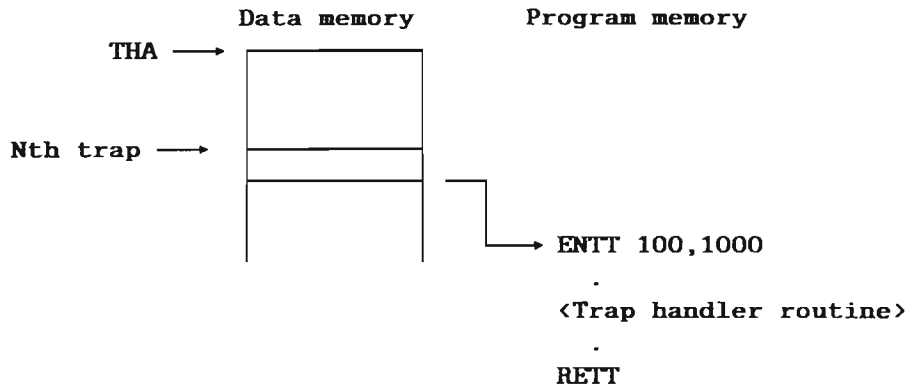 Data memory Program memory
THA
Nth trap
ENTT 100,1000
.
<Trap handler routine>
.
RETT